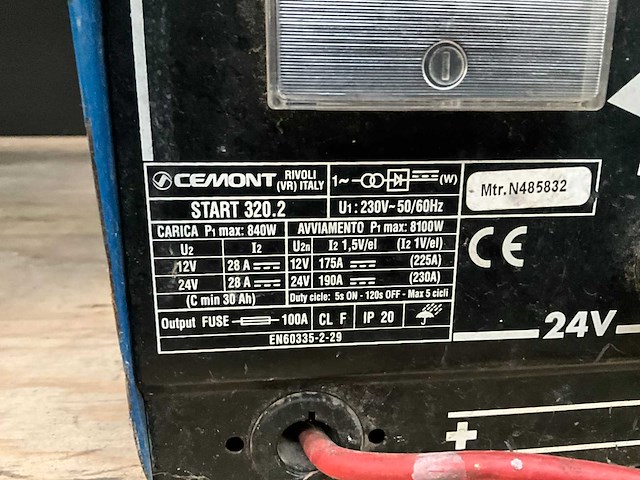 CEMONT RIVOLI (VR) ITALY 1~ (W)
Mtr. N485832
START 320.2 U1: 230V~50/60Hz
CARICA P1 max: 840W AVVIAMENTO P1 max: 8100W
U2 I2 U2n I2 1,5V/el (I2 1V/el)
12V 28 A 12V 175A (225A)
24V 28 A 24V 190A (230A)
(C min 30 Ah) Duty cicle: 5s ON - 120s OFF - Max 5 cicli
Output FUSE 100A CL F IP 20
EN60335-2-29
CE
24V
+